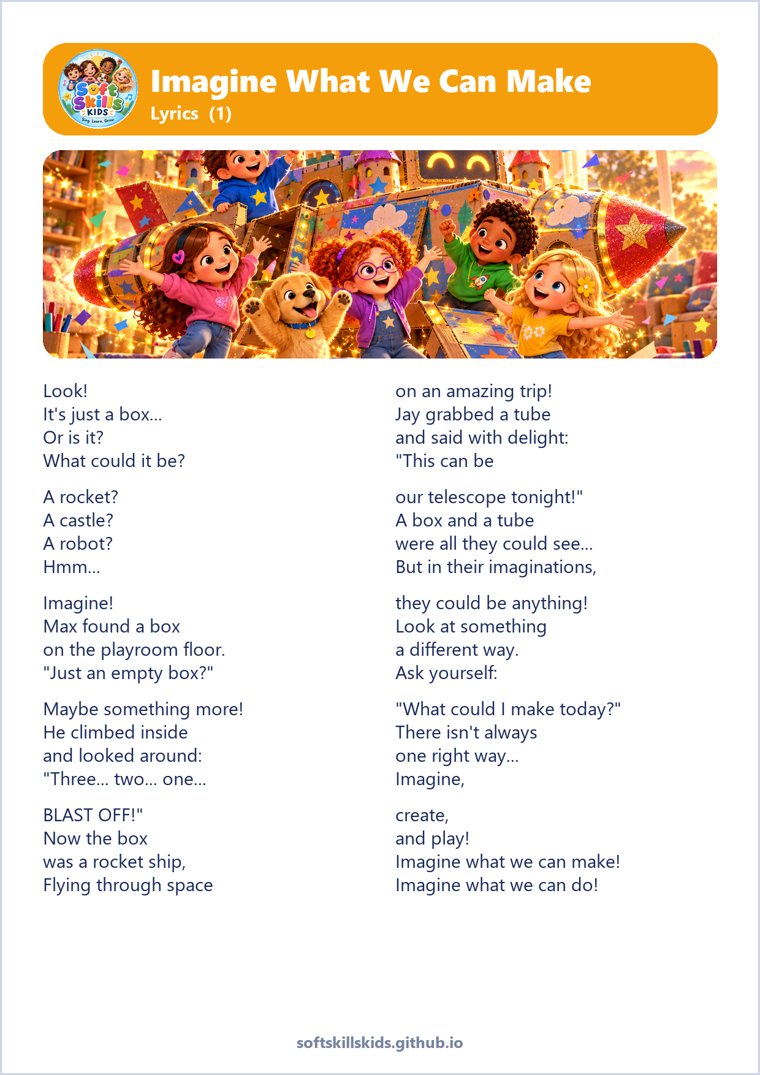 Soft
Skills
KIDS
Sing. Learn. Grow.
Imagine What We Can Make
Lyrics (1)
Look!
It's just a box...
Or is it?
What could it be?
A rocket?
A castle?
A robot?
Hmm...
Imagine!
Max found a box
on the playroom floor.
"Just an empty box?"
Maybe something more!
He climbed inside
and looked around:
"Three... two... one...
BLAST OFF!"
Now the box
was a rocket ship,
Flying through space
on an amazing trip!
Jay grabbed a tube
and said with delight:
"This can be
our telescope tonight!"
A box and a tube
were all they could see...
But in their imaginations,
they could be anything!
Look at something
a different way.
Ask yourself:
"What could I make today?"
There isn't always
one right way...
Imagine,
create,
and play!
Imagine what we can make!
Imagine what we can do!
softskillskids.github.io